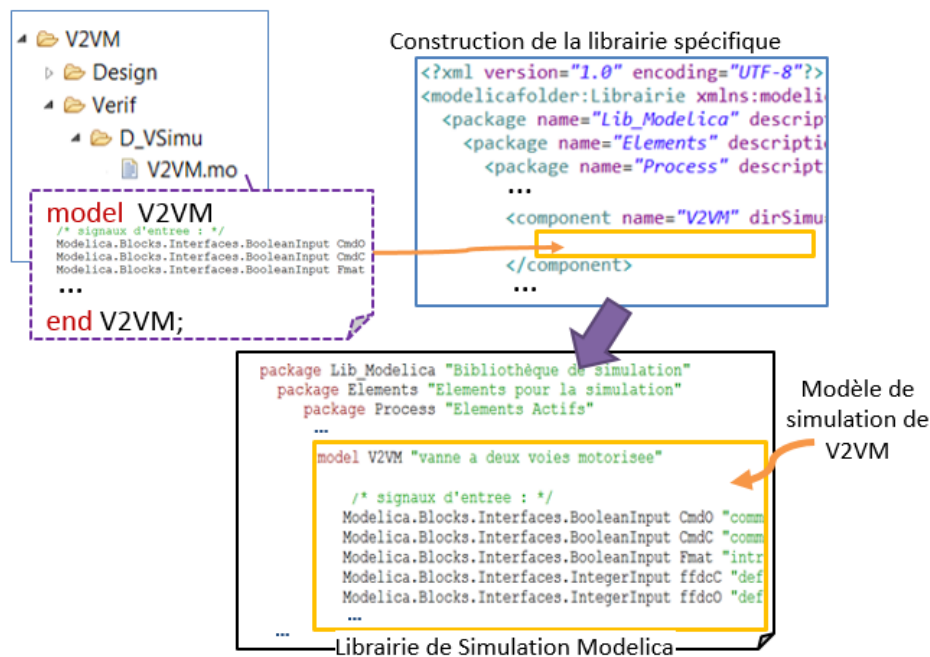 V2VM
Design
Verif
D_VSimu
V2VM.mo
model V2VM
/* signaux d'entree : */
Modelica.Blocks.Interfaces.BooleanInput CmdO
Modelica.Blocks.Interfaces.BooleanInput CmdC
Modelica.Blocks.Interfaces.BooleanInput Fmat
...
end V2VM;
Construction de la librairie spécifique
<?xml version="1.0" encoding="UTF-8"?>
<modelicafolder:Librairie xmlns:modeli
<package name="Lib_Modelica" descrip
<package name="Elements" descripti
<package name="Process" descript
...
<component name="V2VM" dirSimu
</component>
...
package Lib_Modelica "Bibliothèque de simulation"
package Elements "Elements pour la simulation"
package Process "Elements Actifs"
...
model V2VM "vanne a deux voies motorisee"
/* signaux d'entree : */
Modelica.Blocks.Interfaces.BooleanInput CmdO "comm
Modelica.Blocks.Interfaces.BooleanInput CmdC "comm
Modelica.Blocks.Interfaces.BooleanInput Fmat "intr
Modelica.Blocks.Interfaces.IntegerInput ffdcC "def
Modelica.Blocks.Interfaces.IntegerInput ffdcO "def
...
...
Librairie de Simulation Modelica
Modèle de
simulation de
V2VM